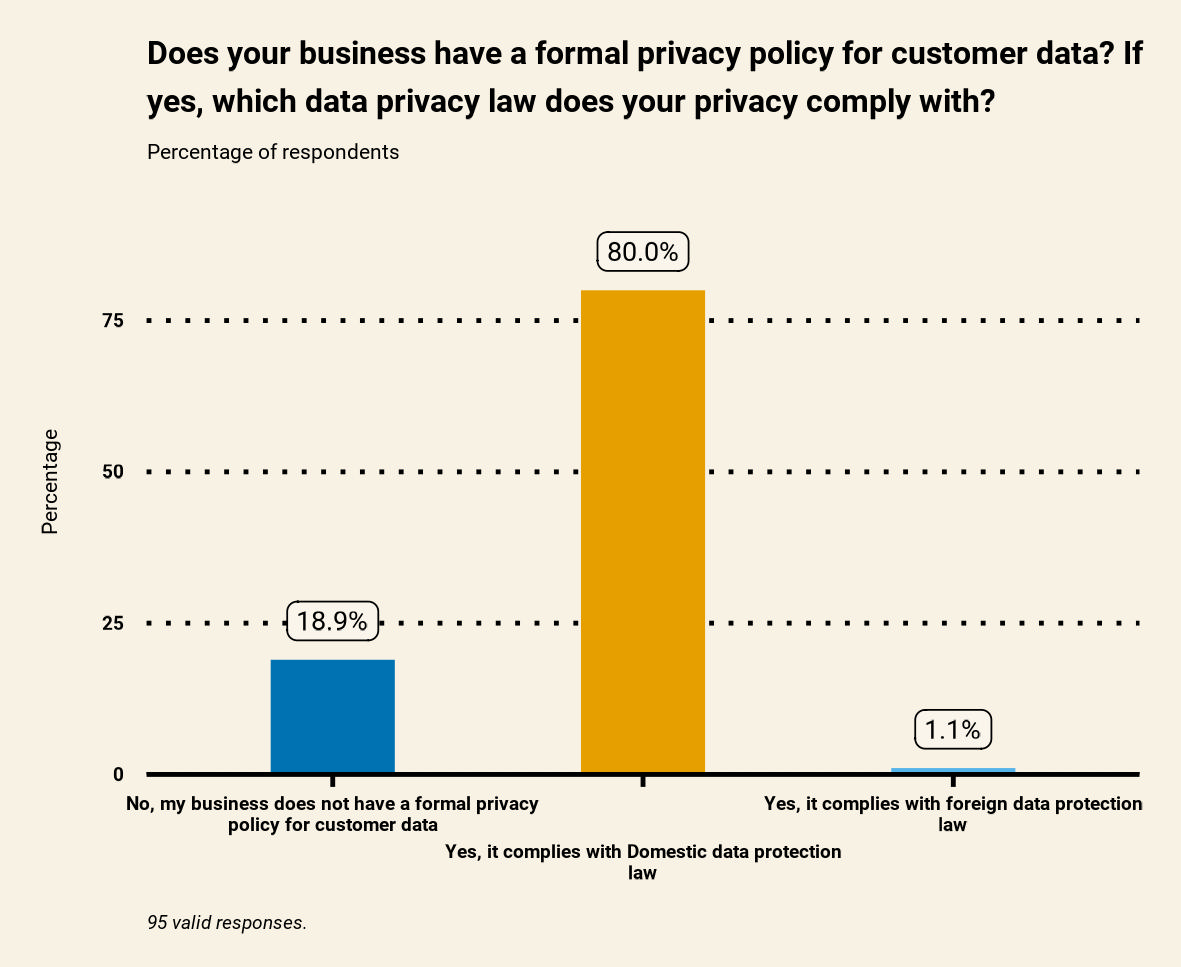 Does your business have a formal privacy policy for customer data? If
yes, which data privacy law does your privacy comply with?
Percentage of respondents
80.0%
75
Percentage
50
18.9%
25
1.1%
0
No, my business does not have a formal privacy
policy for customer data
Yes, it complies with foreign data protection
law
Yes, it complies with Domestic data protection
law
95 valid responses.